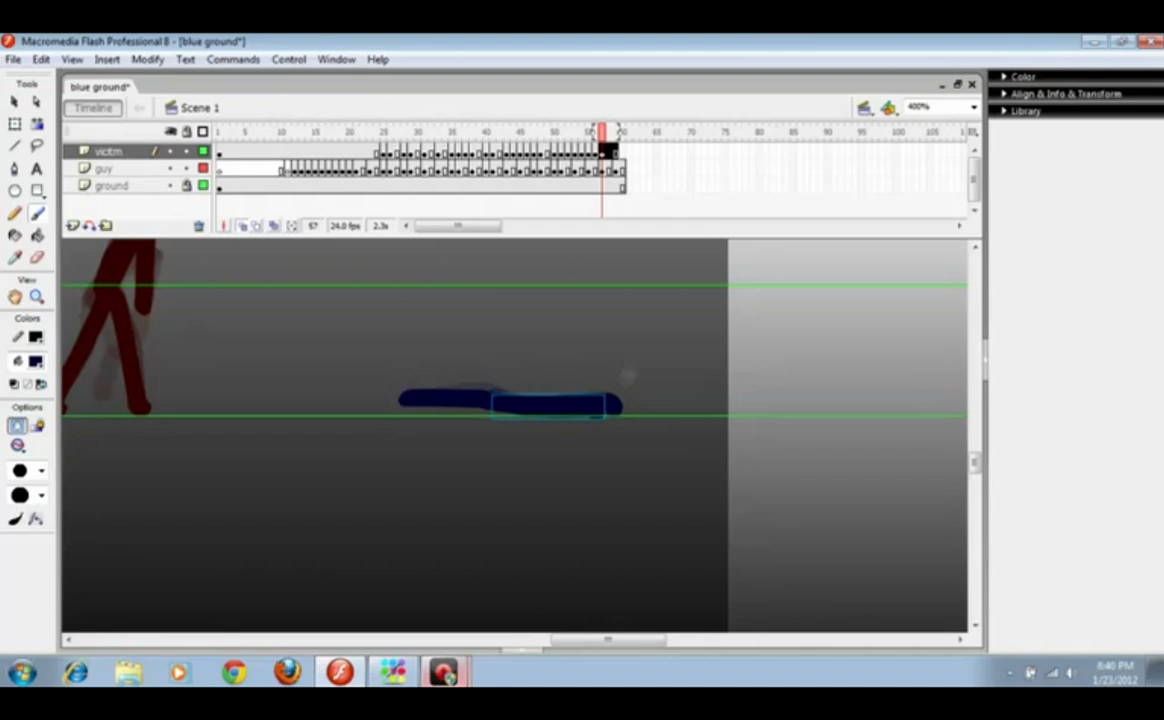 Macromedia Flash Professional 8 - [blue ground*]
File Edit View Insert Modify Text Commands Control Window Help
Tools
blue ground*
Color
Timeline
Scene 1
400%
Align & Info & Transform
Library
1 5 10 15 20 25 30 35 40 45 50 55 60 65 70 75 80 85 90 95 100 105
victm
guy
ground
57 24.0 fps 2.3s
View
Colors
Options
8:40 PM
1/23/2012